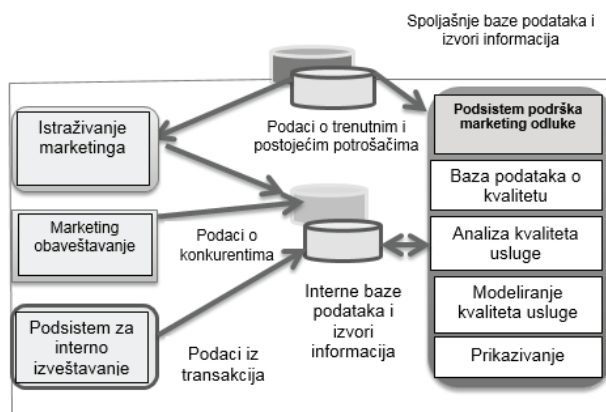 Spoljašnje baze podataka i
izvori informacija
Istraživanje
marketinga
Podaci o trenutnim i
postojećim potrošačima
Podsistem podrška
marketing odluke
Baza podataka o
kvalitetu
Marketing
obaveštavanje
Podaci o
konkurentima
Analiza kvaliteta
usluge
Interne baze
podataka i
izvori
informacija
Modeliranje
kvaliteta usluge
Podsistem za
interno
izveštavanje
Podaci iz
transakcija
Prikazivanje